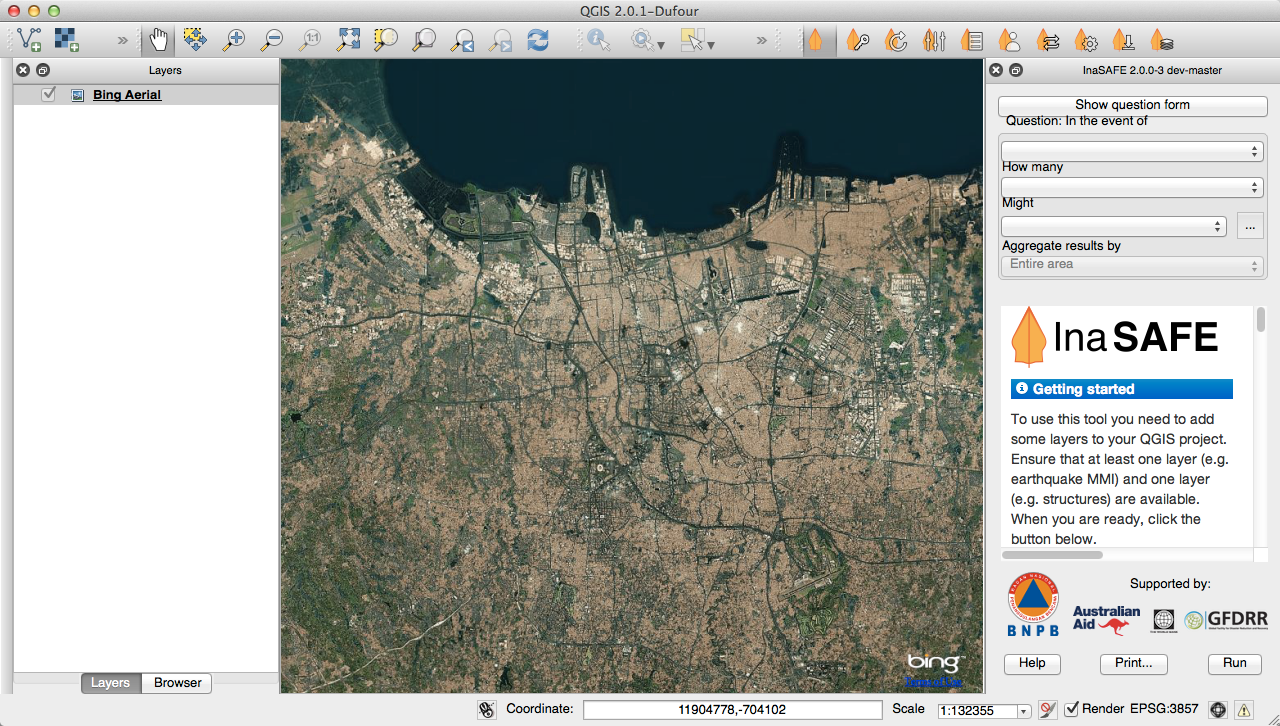 QGIS 2.0.1-Dufour
Layers
Bing Aerial
InaSAFE 2.0.0-3 dev-master
Show question form
Question: In the event of
How many
Might
...
Aggregate results by
Entire area
InaSAFE
Getting started
To use this tool you need to add
some layers to your QGIS project.
Ensure that at least one layer (e.g.
earthquake MMI) and one layer
(e.g. structures) are available.
When you are ready, click the
button below.
Supported by:
BNPB
Australian
Aid
GFDRR
Help
Print...
Run
bing
Layers
Browser
Coordinate:
11904778,-704102
Scale
1:132355
Render
EPSG:3857